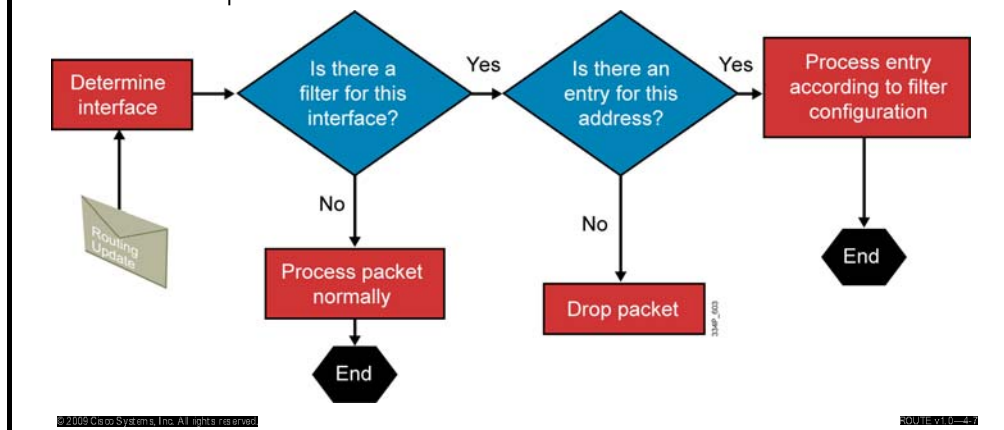 Determine
interface
Is there a
filter for this
interface?
Yes
Is there an
entry for this
address?
Yes
Process entry
according to filter
configuration
Routing
Update
No
Process packet
normally
End
No
Drop packet
334P_603
End
© 2009 Cisco Systems, Inc. All rights reserved.
ROUTE v1.0—4-7